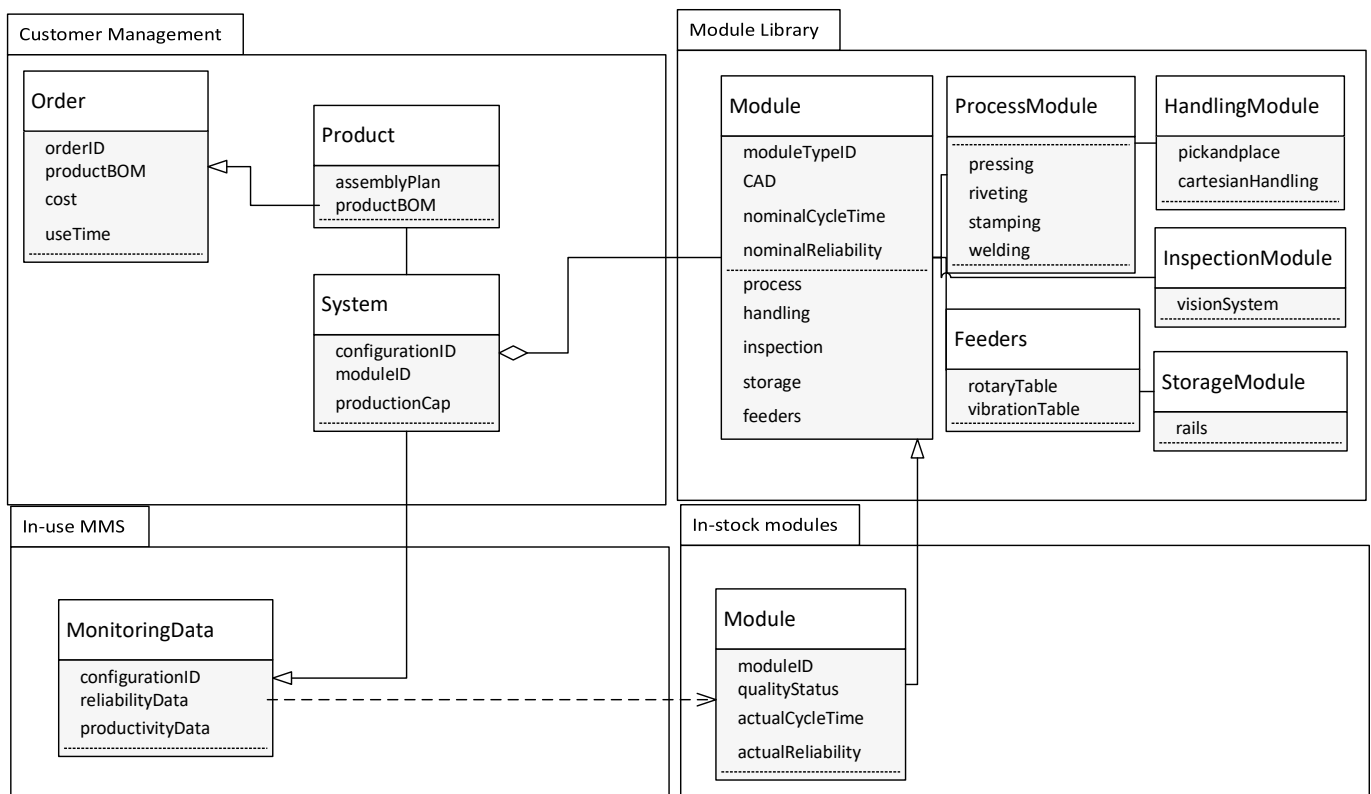 Customer Management
Order
orderID
productBOM
cost
useTime
Product
assemblyPlan
productBOM
System
configurationID
moduleID
productionCap
Module Library
Module
moduleTypeID
CAD
nominalCycleTime
nominalReliability
process
handling
inspection
storage
feeders
ProcessModule
pressing
riveting
stamping
welding
HandlingModule
pickandplace
cartesianHandling
InspectionModule
visionSystem
Feeders
rotaryTable
vibrationTable
StorageModule
rails
In-use MMS
MonitoringData
configurationID
reliabilityData
productivityData
In-stock modules
Module
moduleID
qualityStatus
actualCycleTime
actualReliability